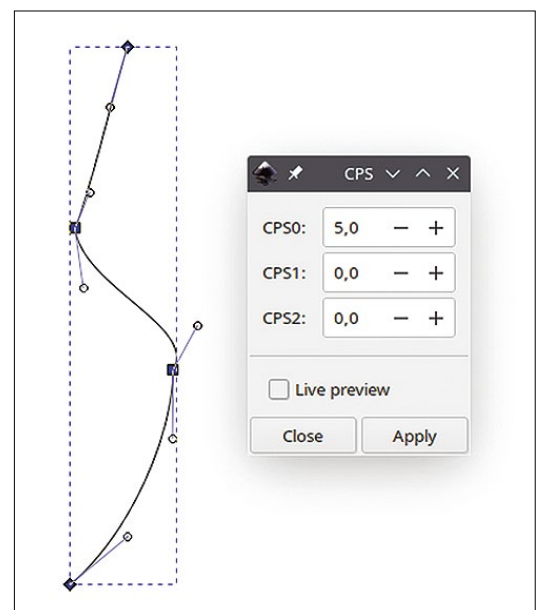 CPS
CPS0: 5,0 − +
CPS1: 0,0 − +
CPS2: 0,0 − +
Live preview
Close Apply